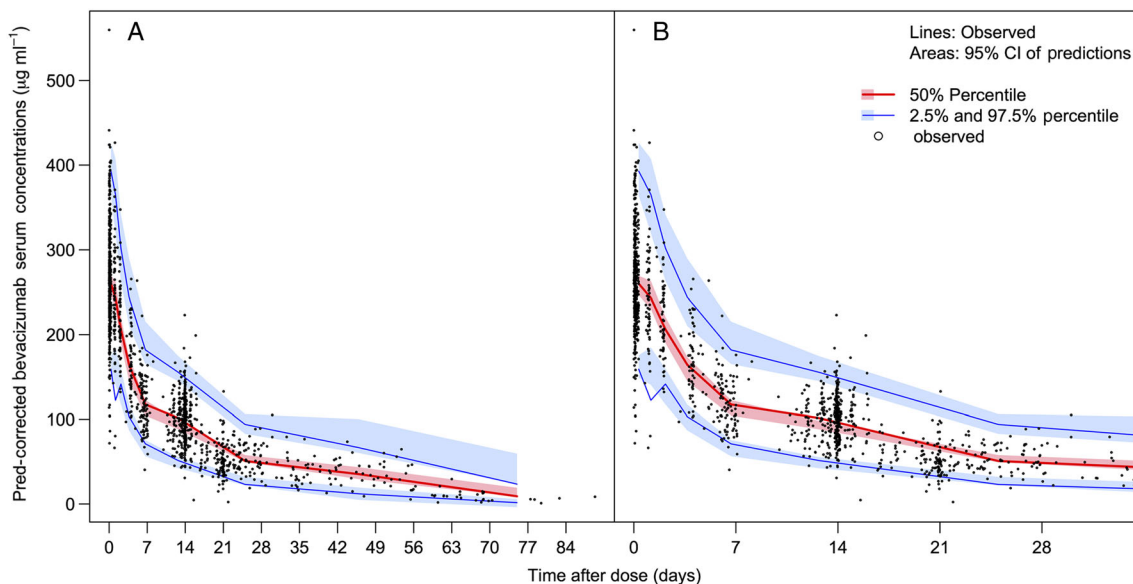 A
B
Lines: Observed
Areas: 95% CI of predictions
50% Percentile
2.5% and 97.5% percentile
observed
Pred-corrected bevacizumab serum concentrations (μg ml⁻¹)
500
400
300
200
100
0
0 7 14 21 28 35 42 49 56 63 70 77 84
0 7 14 21 28
Time after dose (days)